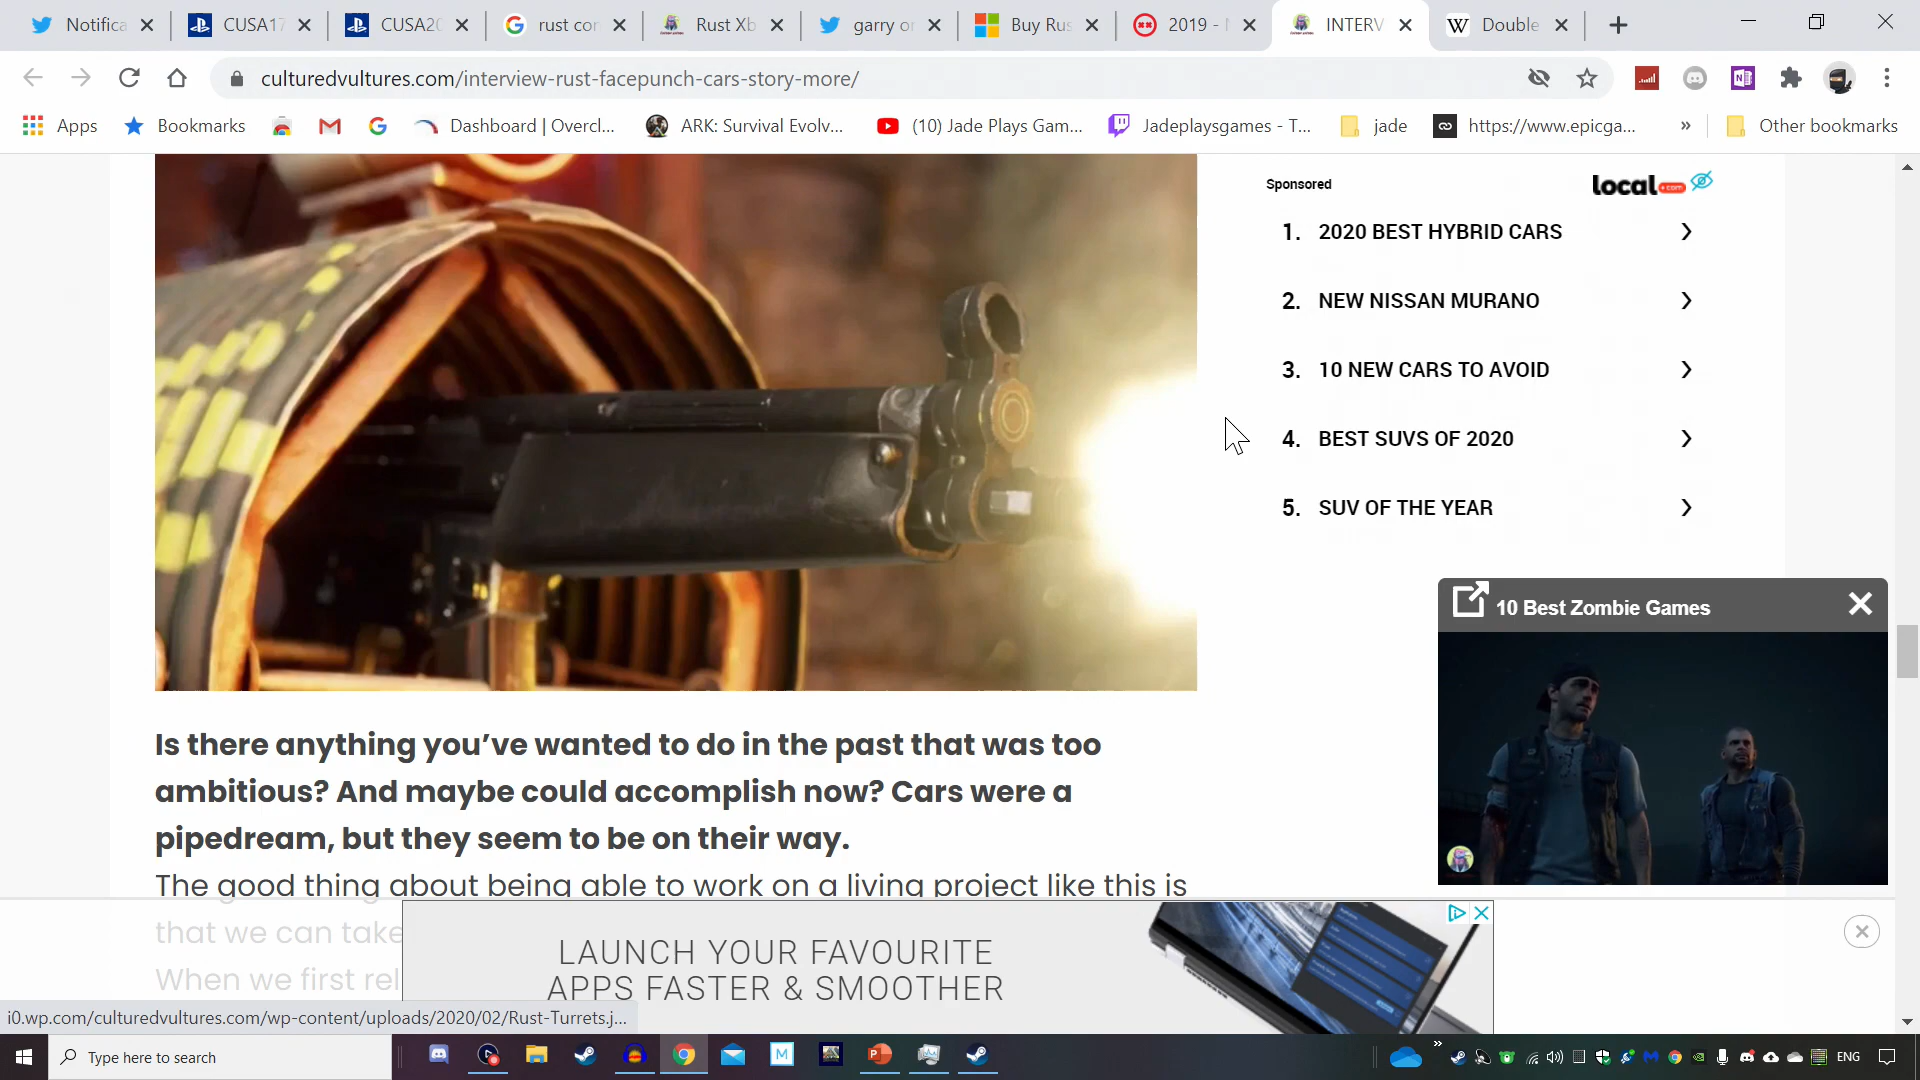 Notifica
CUSA17
CUSA20
rust con
Rust Xb
garry on
Buy Rus
2019 - N
INTERV
Double
culturedvultures.com/interview-rust-facepunch-cars-story-more/
Apps
Bookmarks
Dashboard | Overcl...
ARK: Survival Evolv...
(10) Jade Plays Gam...
Jadeplaysgames - T...
jade
https://www.epicga...
»
Other bookmarks
Sponsored
local.com
1. 2020 BEST HYBRID CARS
2. NEW NISSAN MURANO
3. 10 NEW CARS TO AVOID
4. BEST SUVS OF 2020
5. SUV OF THE YEAR
10 Best Zombie Games
Is there anything you’ve wanted to do in the past that was too
ambitious? And maybe could accomplish now? Cars were a
pipedream, but they seem to be on their way.
The good thing about being able to work on a living project like this is
that we can take
When we first rel
LAUNCH YOUR FAVOURITE
APPS FASTER & SMOOTHER
i0.wp.com/culturedvultures.com/wp-content/uploads/2020/02/Rust-Turrets.j...
Type here to search
ENG